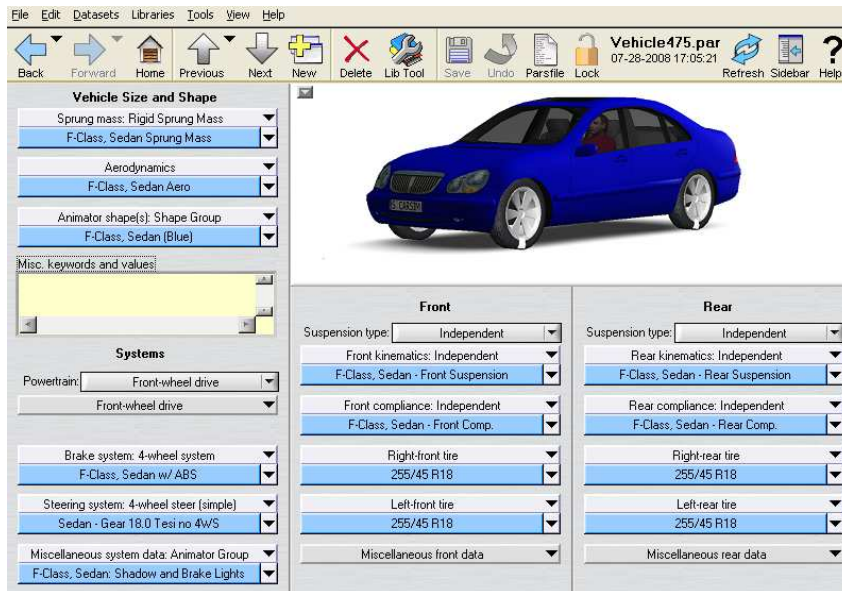 File Edit Datasets Libraries Tools View Help
Back Forward Home Previous Next New Delete Lib Tool Save Undo Parsfile Lock Refresh Sidebar Help
Vehicle475.par
07-28-2008 17:05:21
Vehicle Size and Shape
Sprung mass: Rigid Sprung Mass
F-Class, Sedan Sprung Mass
Aerodynamics
F-Class, Sedan Aero
Animator shape(s): Shape Group
F-Class, Sedan (Blue)
Misc. keywords and values
Systems
Powertrain: Front-wheel drive
Front-wheel drive
Brake system: 4-wheel system
F-Class, Sedan w/ ABS
Steering system: 4-wheel steer (simple)
Sedan - Gear 18.0 Tesi no 4WS
Miscellaneous system data: Animator Group
F-Class, Sedan: Shadow and Brake Lights
S CARSIM
Front
Suspension type: Independent
Front kinematics: Independent
F-Class, Sedan - Front Suspension
Front compliance: Independent
F-Class, Sedan - Front Comp.
Right-front tire
255/45 R18
Left-front tire
255/45 R18
Miscellaneous front data
Rear
Suspension type: Independent
Rear kinematics: Independent
F-Class, Sedan - Rear Suspension
Rear compliance: Independent
F-Class, Sedan - Rear Comp.
Right-rear tire
255/45 R18
Left-rear tire
255/45 R18
Miscellaneous rear data